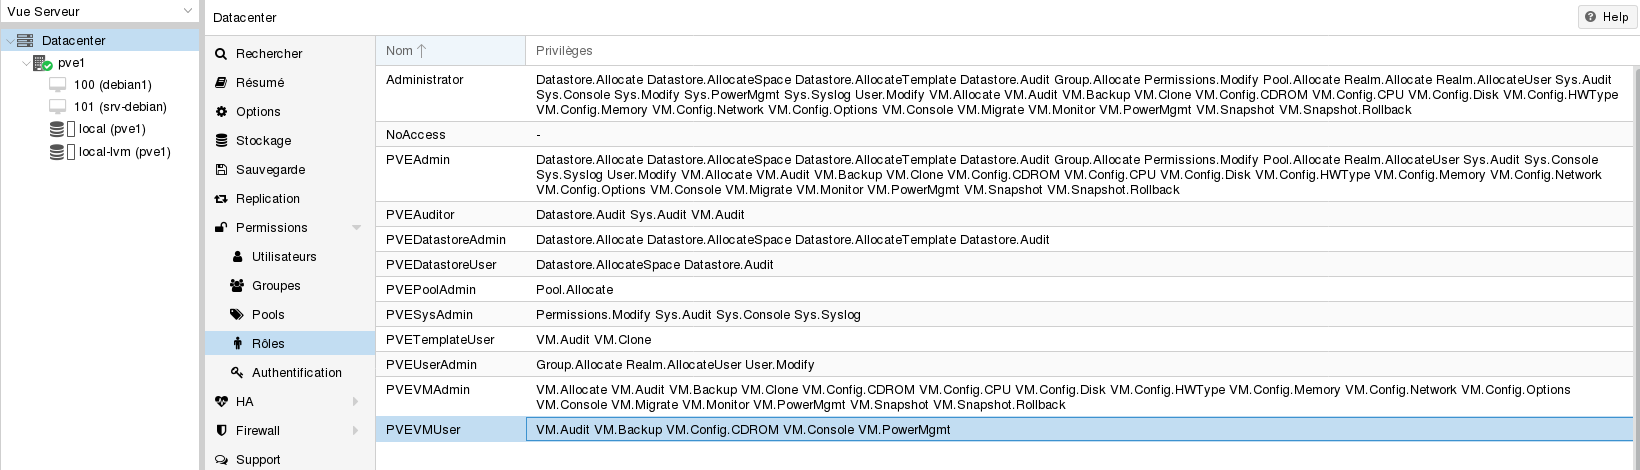 Vue Serveur
Datacenter
pve1
100 (debian1)
101 (srv-debian)
local (pve1)
local-lvm (pve1)
Datacenter
Help
Rechercher
Résumé
Options
Stockage
Sauvegarde
Replication
Permissions
Utilisateurs
Groupes
Pools
Rôles
Authentification
HA
Firewall
Support
Nom Privilèges
Administrator Datastore.Allocate Datastore.AllocateSpace Datastore.AllocateTemplate Datastore.Audit Group.Allocate Permissions.Modify Pool.Allocate Realm.Allocate Realm.AllocateUser Sys.Audit
Sys.Console Sys.Modify Sys.PowerMgmt Sys.Syslog User.Modify VM.Allocate VM.Audit VM.Backup VM.Clone VM.Config.CDROM VM.Config.CPU VM.Config.Disk VM.Config.HWType
VM.Config.Memory VM.Config.Network VM.Config.Options VM.Console VM.Migrate VM.Monitor VM.PowerMgmt VM.Snapshot VM.Snapshot.Rollback
NoAccess -
PVEAdmin Datastore.Allocate Datastore.AllocateSpace Datastore.AllocateTemplate Datastore.Audit Group.Allocate Permissions.Modify Pool.Allocate Realm.AllocateUser Sys.Audit Sys.Console
Sys.Syslog User.Modify VM.Allocate VM.Audit VM.Backup VM.Clone VM.Config.CDROM VM.Config.CPU VM.Config.Disk VM.Config.HWType VM.Config.Memory VM.Config.Network
VM.Config.Options VM.Console VM.Migrate VM.Monitor VM.PowerMgmt VM.Snapshot VM.Snapshot.Rollback
PVEAuditor Datastore.Audit Sys.Audit VM.Audit
PVEDatastoreAdmin Datastore.Allocate Datastore.AllocateSpace Datastore.AllocateTemplate Datastore.Audit
PVEDatastoreUser Datastore.AllocateSpace Datastore.Audit
PVEPoolAdmin Pool.Allocate
PVESysAdmin Permissions.Modify Sys.Audit Sys.Console Sys.Syslog
PVETemplateUser VM.Audit VM.Clone
PVEUserAdmin Group.Allocate Realm.AllocateUser User.Modify
PVEVMAdmin VM.Allocate VM.Audit VM.Backup VM.Clone VM.Config.CDROM VM.Config.CPU VM.Config.Disk VM.Config.HWType VM.Config.Memory VM.Config.Network VM.Config.Options
VM.Console VM.Migrate VM.Monitor VM.PowerMgmt VM.Snapshot VM.Snapshot.Rollback
PVEVMUser VM.Audit VM.Backup VM.Config.CDROM VM.Console VM.PowerMgmt